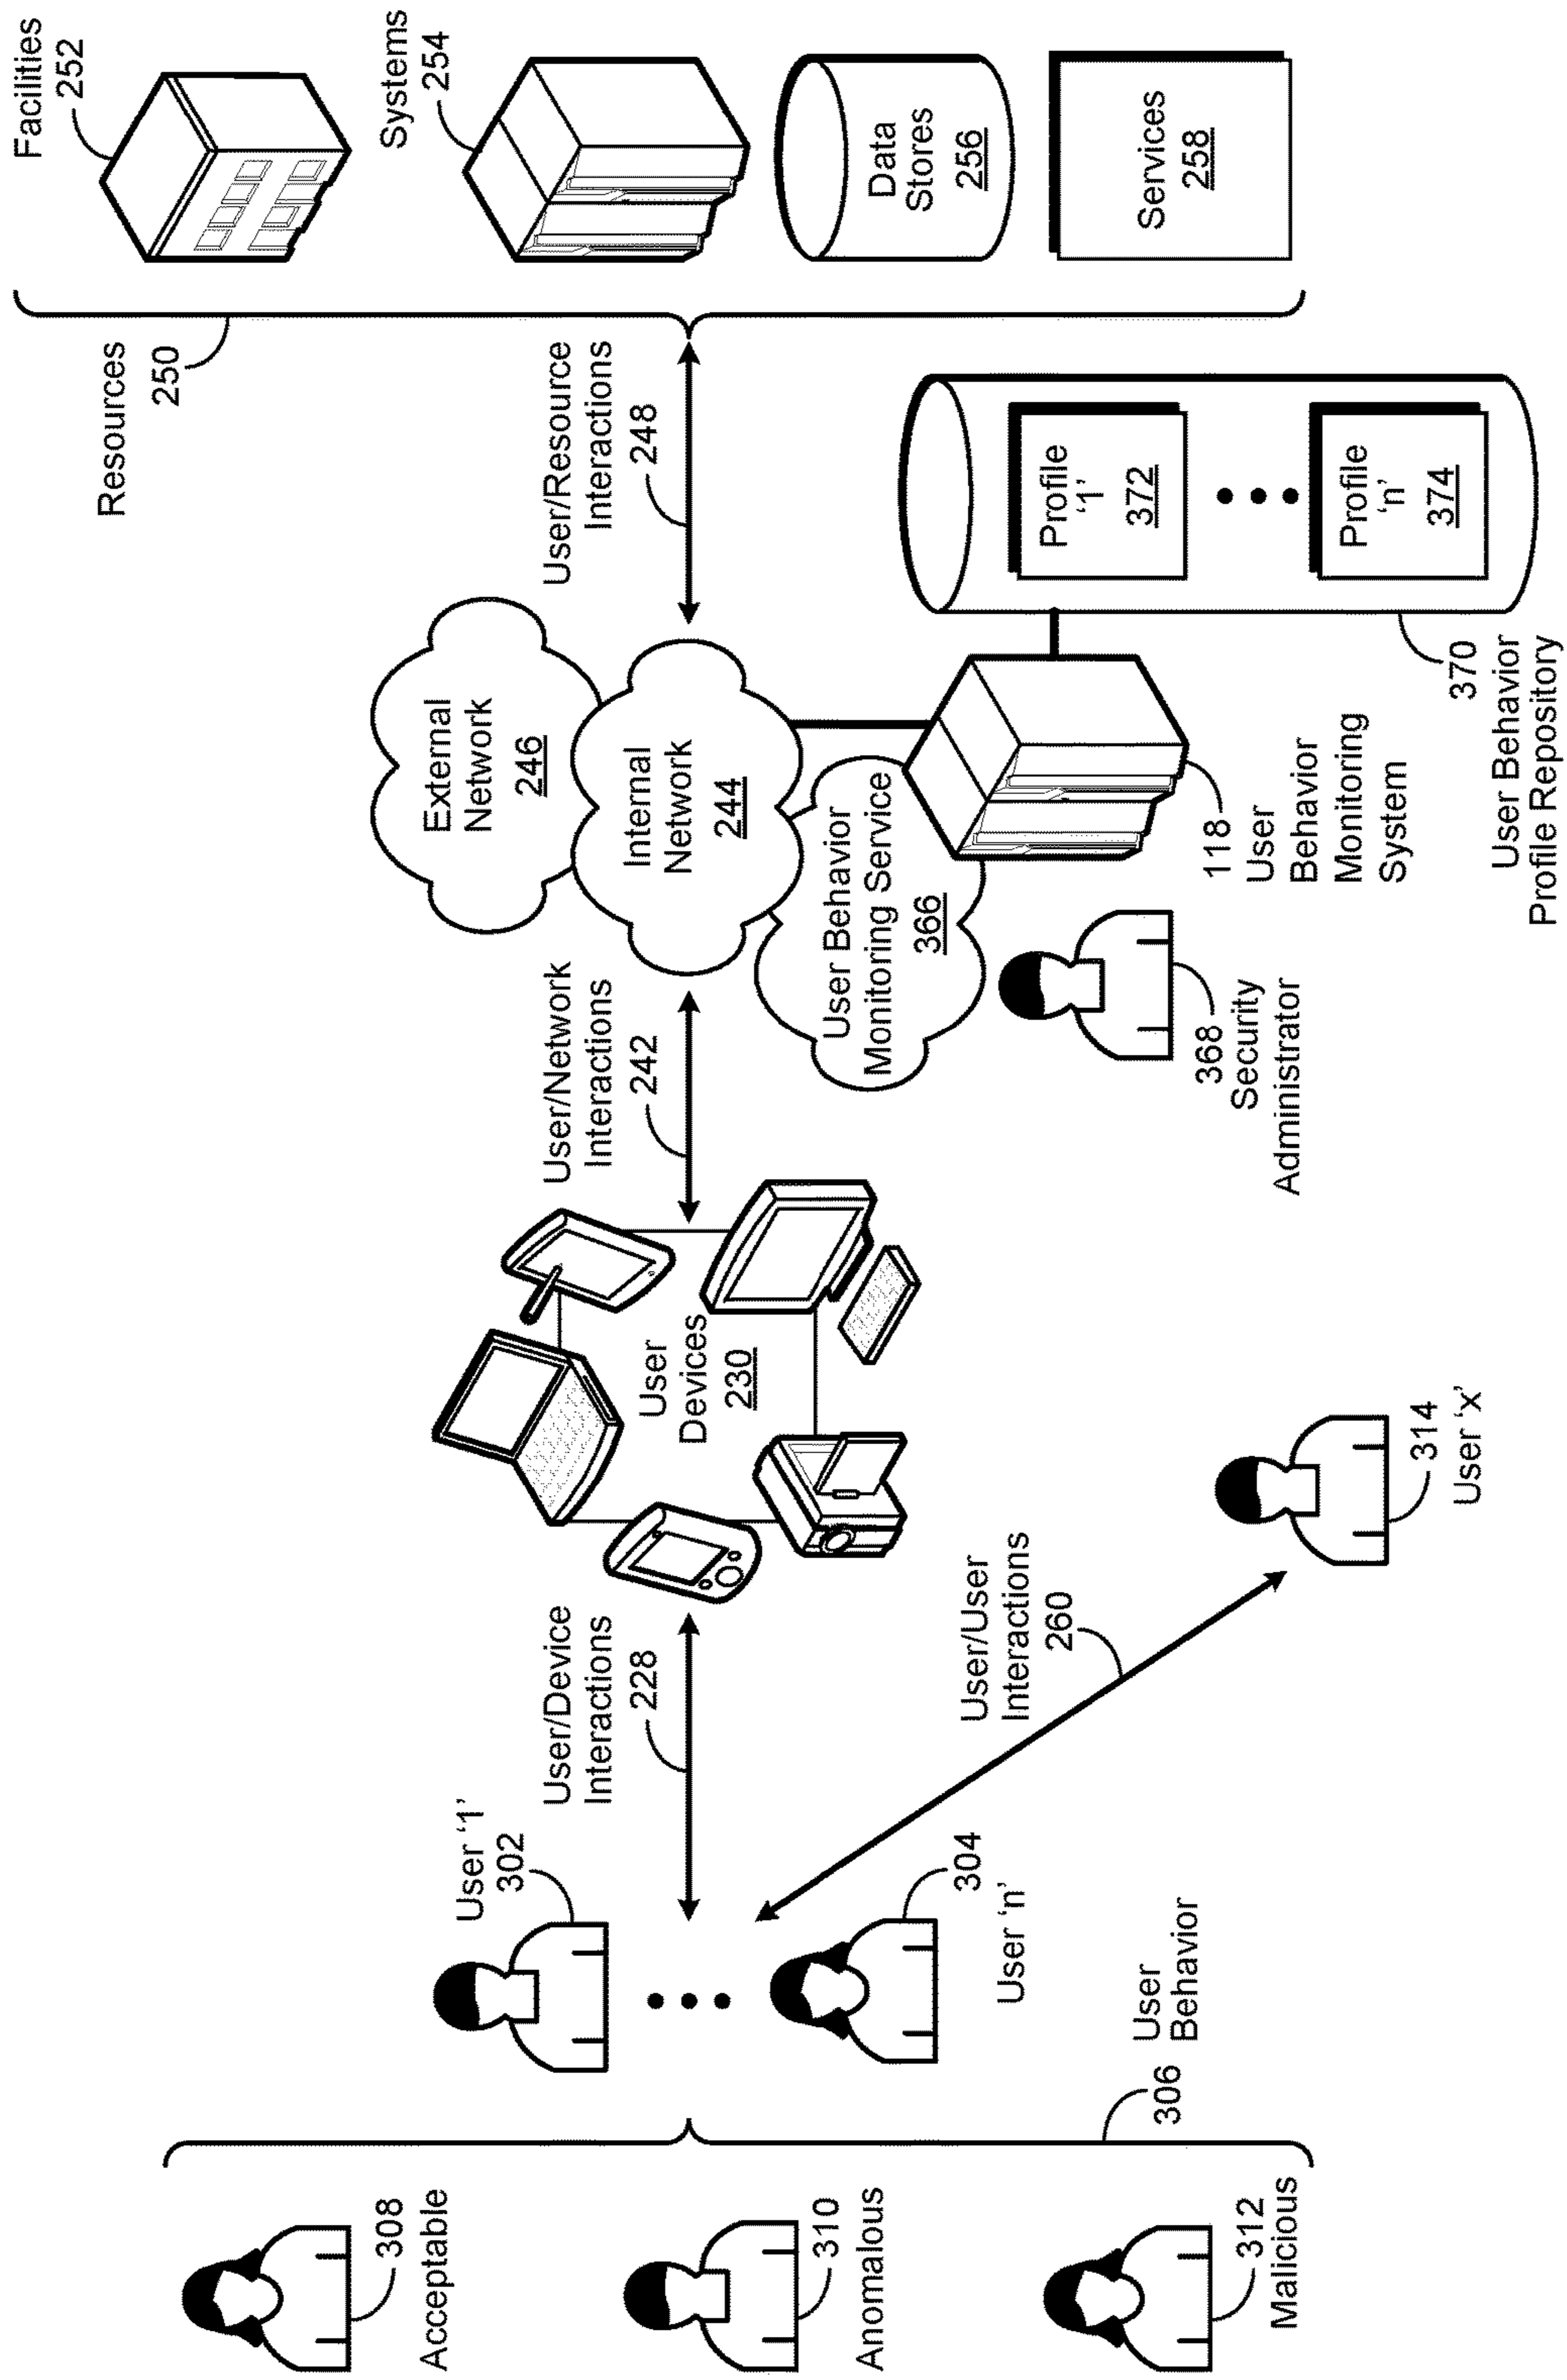 308
Acceptable
310
Anomalous
312
Malicious
306
User
Behavior
User ‘1’
302
304
User ‘n’
User/Device
Interactions
228
User/User
Interactions
260
314
User ‘x’
User
Devices
230
User/Network
Interactions
242
External
Network
246
Internal
Network
244
User Behavior
Monitoring Service
366
368
Security
Administrator
118
User
Behavior
Monitoring
System
User/Resource
Interactions
248
370
User Behavior
Profile Repository
Profile
‘1’
372
Profile
‘n’
374
Resources
250
Facilities
252
Systems
254
Data
Stores
256
Services
258